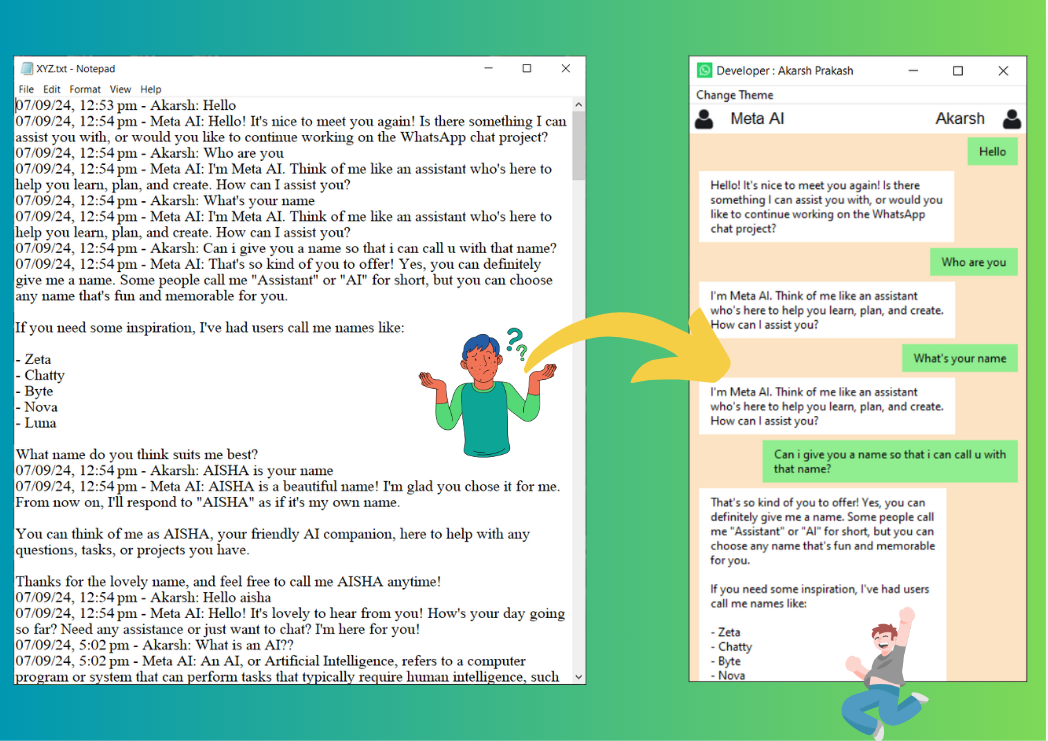 XYZ.txt - Notepad
File Edit Format View Help
07/09/24, 12:53 pm - Akarsh: Hello
07/09/24, 12:54 pm - Meta AI: Hello! It's nice to meet you again! Is there something I can
assist you with, or would you like to continue working on the WhatsApp chat project?
07/09/24, 12:54 pm - Akarsh: Who are you
07/09/24, 12:54 pm - Meta AI: I'm Meta AI. Think of me like an assistant who's here to
help you learn, plan, and create. How can I assist you?
07/09/24, 12:54 pm - Akarsh: What's your name
07/09/24, 12:54 pm - Meta AI: I'm Meta AI. Think of me like an assistant who's here to
help you learn, plan, and create. How can I assist you?
07/09/24, 12:54 pm - Akarsh: Can i give you a name so that i can call u with that name?
07/09/24, 12:54 pm - Meta AI: That's so kind of you to offer! Yes, you can definitely
give me a name. Some people call me "Assistant" or "AI" for short, but you can choose
any name that's fun and memorable for you.
If you need some inspiration, I've had users call me names like:
- Zeta
- Chatty
- Byte
- Nova
- Luna
What name do you think suits me best?
07/09/24, 12:54 pm - Akarsh: AISHA is your name
07/09/24, 12:54 pm - Meta AI: AISHA is a beautiful name! I'm glad you chose it for me.
From now on, I'll respond to "AISHA" as if it's my own name.
You can think of me as AISHA, your friendly AI companion, here to help with any
questions, tasks, or projects you have.
Thanks for the lovely name, and feel free to call me AISHA anytime!
07/09/24, 12:54 pm - Akarsh: Hello aisha
07/09/24, 12:54 pm - Meta AI: Hello! It's lovely to hear from you! How's your day going
so far? Need any assistance or just want to chat? I'm here for you!
07/09/24, 5:02 pm - Akarsh: What is an AI??
07/09/24, 5:02 pm - Meta AI: An AI, or Artificial Intelligence, refers to a computer
program or system that can perform tasks that typically require human intelligence, such
? ? ?
Developer : Akarsh Prakash
Change Theme
Meta AI Akarsh
Hello
Hello! It's nice to meet you again! Is there
something I can assist you with, or would you
like to continue working on the WhatsApp
chat project?
Who are you
I'm Meta AI. Think of me like an assistant
who's here to help you learn, plan, and create.
How can I assist you?
What's your name
I'm Meta AI. Think of me like an assistant
who's here to help you learn, plan, and create.
How can I assist you?
Can i give you a name so that i can call u with
that name?
That's so kind of you to offer! Yes, you can
definitely give me a name. Some people call
me "Assistant" or "AI" for short, but you can
choose any name that's fun and memorable
for you.
If you need some inspiration, I've had users
call me names like:
- Zeta
- Chatty
- Byte
- Nova